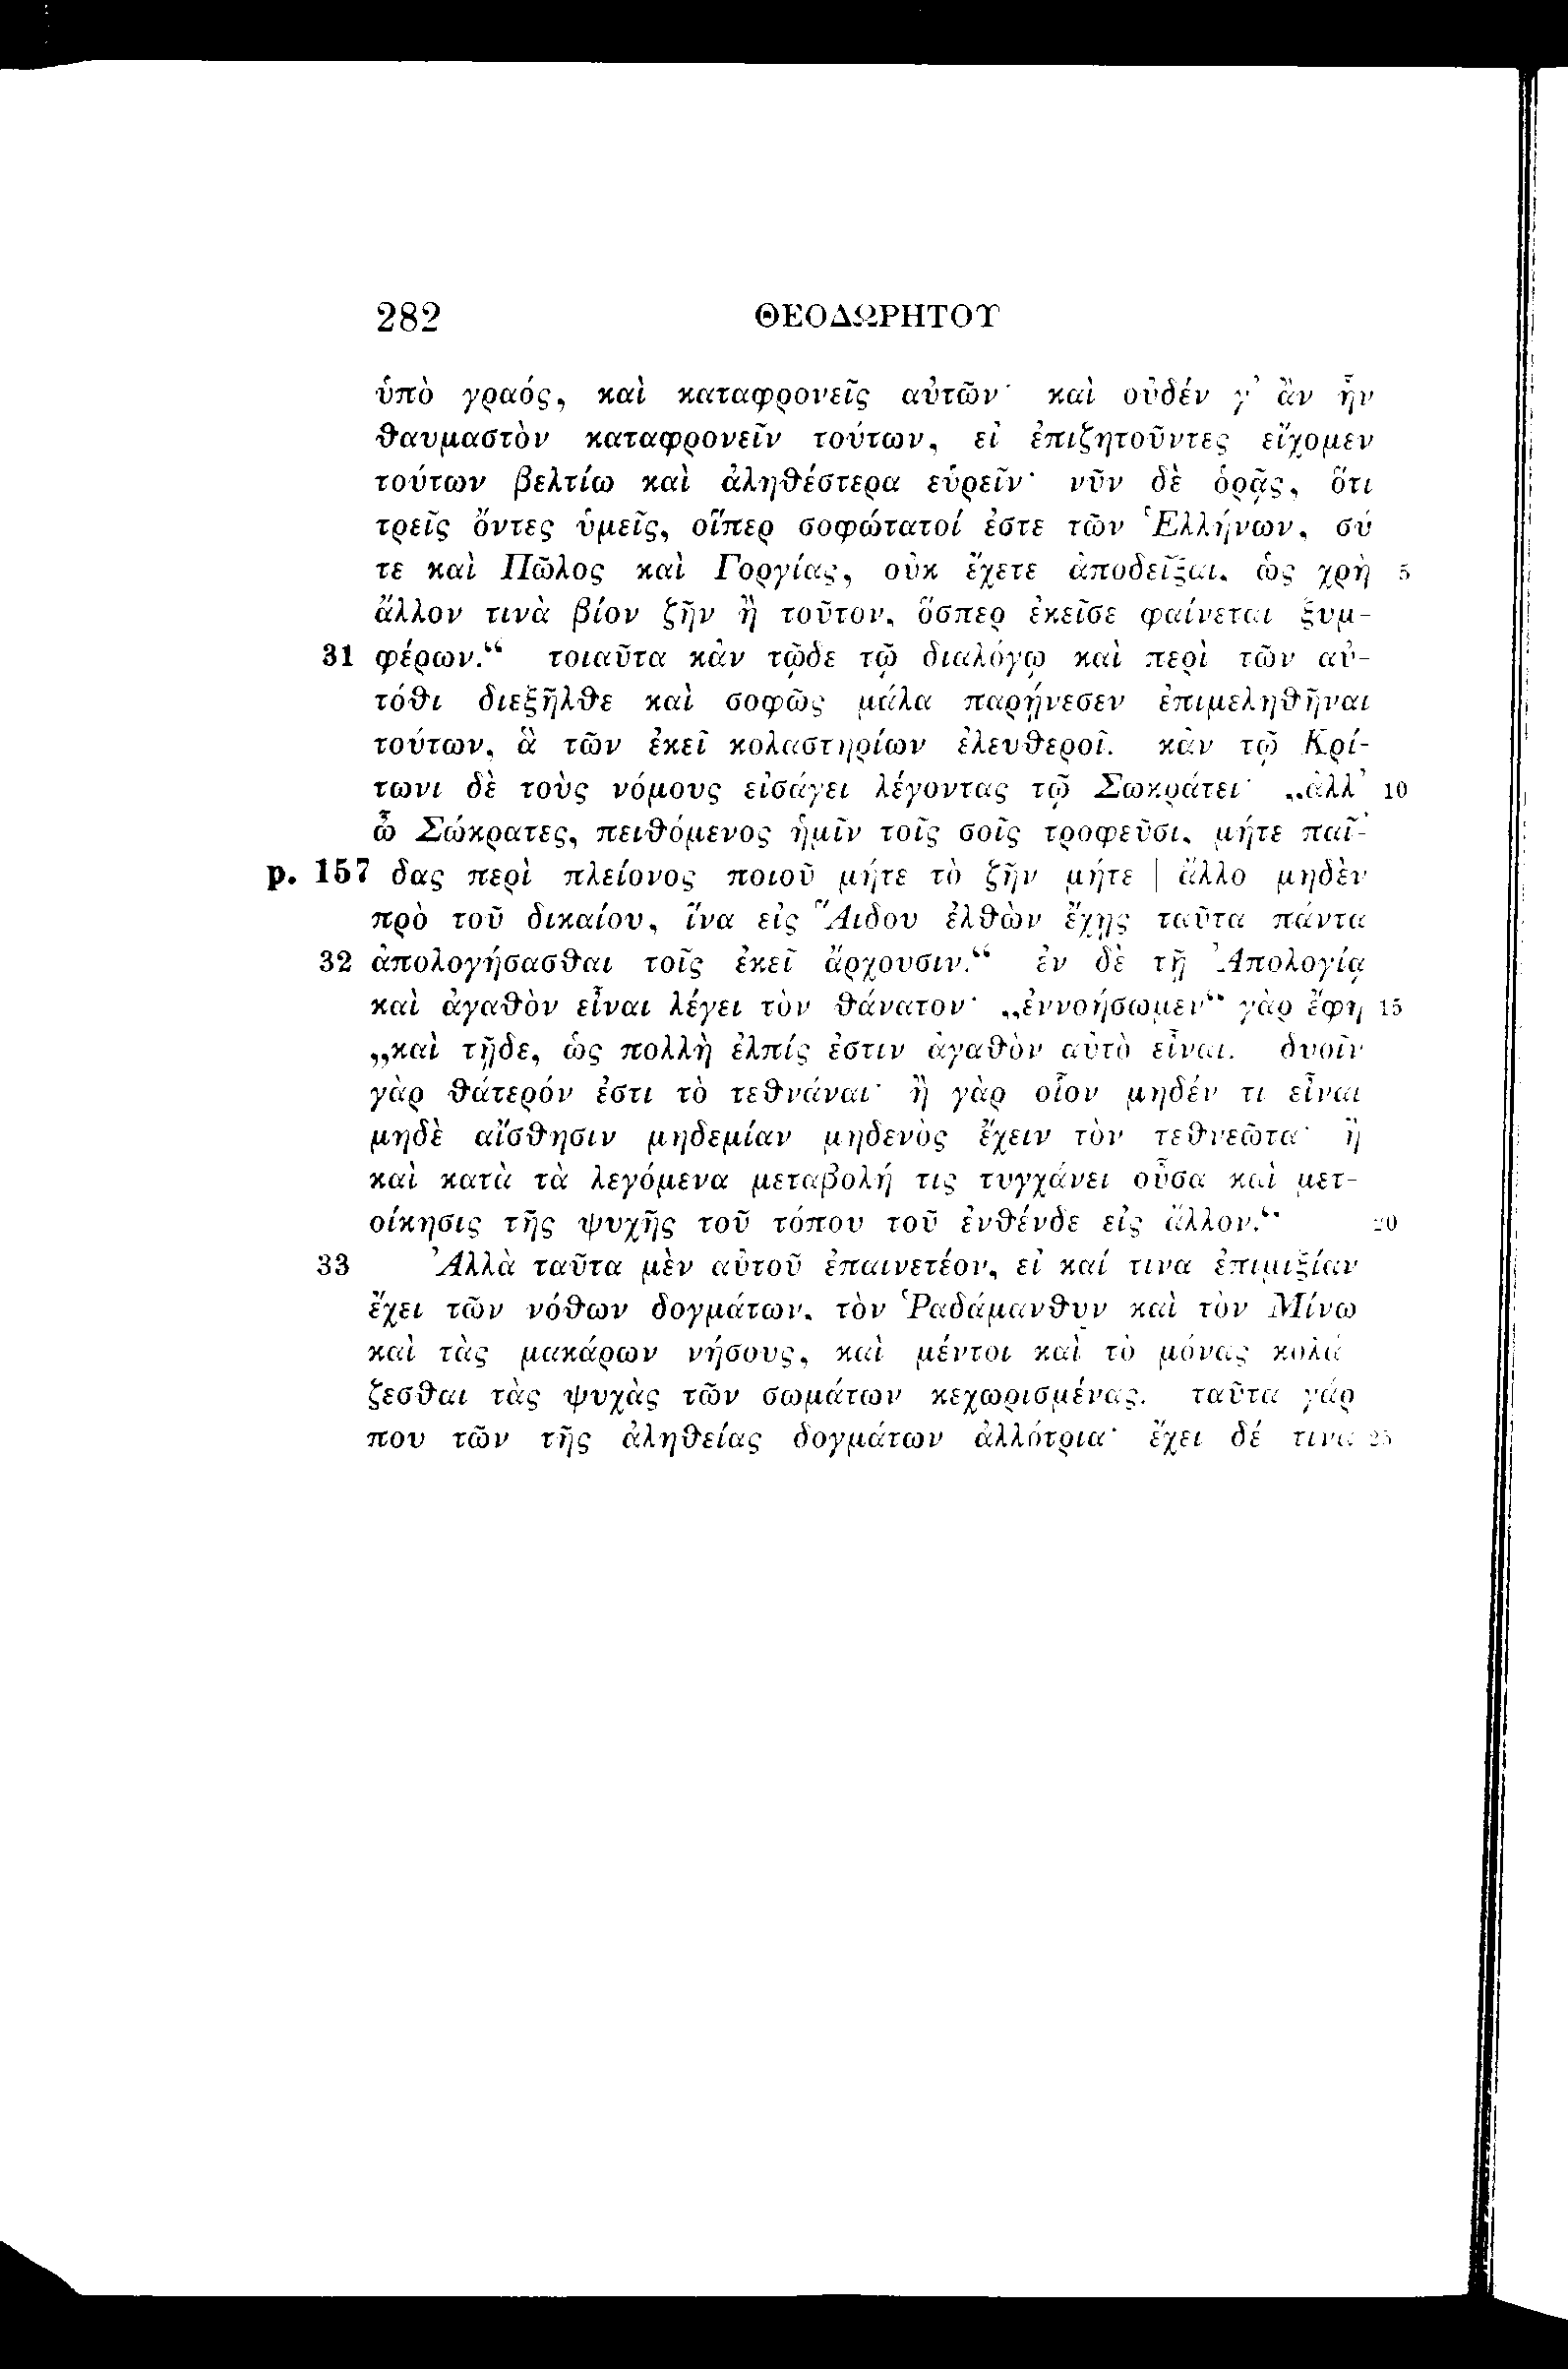 282 ΘΕΟΔΩΡΗΤΟΥ
ὑπὸ γραός, καὶ καταφρονεῖς αὐτῶν· καὶ οὐδέν γ’ ἂν ἦν
θαυμαστὸν καταφρονεῖν τούτων, εἰ ἐπιζητοῦντες εἴχομεν
τούτων βελτίω καὶ ἀληθέστερα εὑρεῖν· νῦν δὲ ὁρᾷς, ὅτι
τρεῖς ὄντες ὑμεῖς, οἵπερ σοφώτατοί ἐστε τῶν Ἑλλήνων, σύ
τε καὶ Πῶλος καὶ Γοργίας, οὐκ ἔχετε ἀποδεῖξαι, ὡς χρὴ 5
ἄλλον τινὰ βίον ζῆν ἢ τοῦτον, ὅσπερ ἐκεῖσε φαίνεται ξυμ-
31 φέρων.“ τοιαῦτα κἀν τῷδε τῷ διαλόγῳ καὶ περὶ τῶν αὐ-
τόθι διεξῆλθε καὶ σοφῶς μάλα παρῄνεσεν ἐπιμεληθῆναι
τούτων, ἃ τῶν ἐκεῖ κολαστηρίων ἐλευθεροῖ. κἀν τῷ Κρί-
τωνι δὲ τοὺς νόμους εἰσάγει λέγοντας τῷ Σωκράτει· „ἀλλ’ 10
ὦ Σώκρατες, πειθόμενος ἡμῖν τοῖς σοῖς τροφεῦσι, μήτε παῖ-
p. 157 δας περὶ πλείονος ποιοῦ μήτε τὸ ζῆν μήτε | ἄλλο μηδὲν
πρὸ τοῦ δικαίου, ἵνα εἰς Ἅιδου ἐλθὼν ἔχῃς ταῦτα πάντα
32 ἀπολογήσασθαι τοῖς ἐκεῖ ἄρχουσιν.“ ἐν δὲ τῇ Ἀπολογίᾳ
καὶ ἀγαθὸν εἶναι λέγει τὸν θάνατον· „ἐννοήσωμεν“ γὰρ ἔφη 15
„καὶ τῇδε, ὡς πολλὴ ἐλπίς ἐστιν ἀγαθὸν αὐτὸ εἶναι. δυοῖν
γὰρ θάτερόν ἐστι τὸ τεθνάναι· ἢ γὰρ οἷον μηδέν τι εἶναι
μηδὲ αἴσθησιν μηδεμίαν μηδενὸς ἔχειν τὸν τεθνεῶτα· ἢ
καὶ κατὰ τὰ λεγόμενα μεταβολή τις τυγχάνει οὖσα καὶ μετ-
οίκησις τῆς ψυχῆς τοῦ τόπου τοῦ ἐνθένδε εἰς ἄλλον.“ 20
33 Ἀλλὰ ταῦτα μὲν αὐτοῦ ἐπαινετέον, εἰ καί τινα ἐπιμιξίαν
ἔχει τῶν νόθων δογμάτων, τὸν Ῥαδάμανθυν καὶ τὸν Μίνω
καὶ τὰς μακάρων νήσους, καὶ μέντοι καὶ τὸ μόνας κολά
ζεσθαι τὰς ψυχὰς τῶν σωμάτων κεχωρισμένας. ταῦτα γάρ
που τῶν τῆς ἀληθείας δογμάτων ἀλλότρια· ἔχει δέ τινα 25